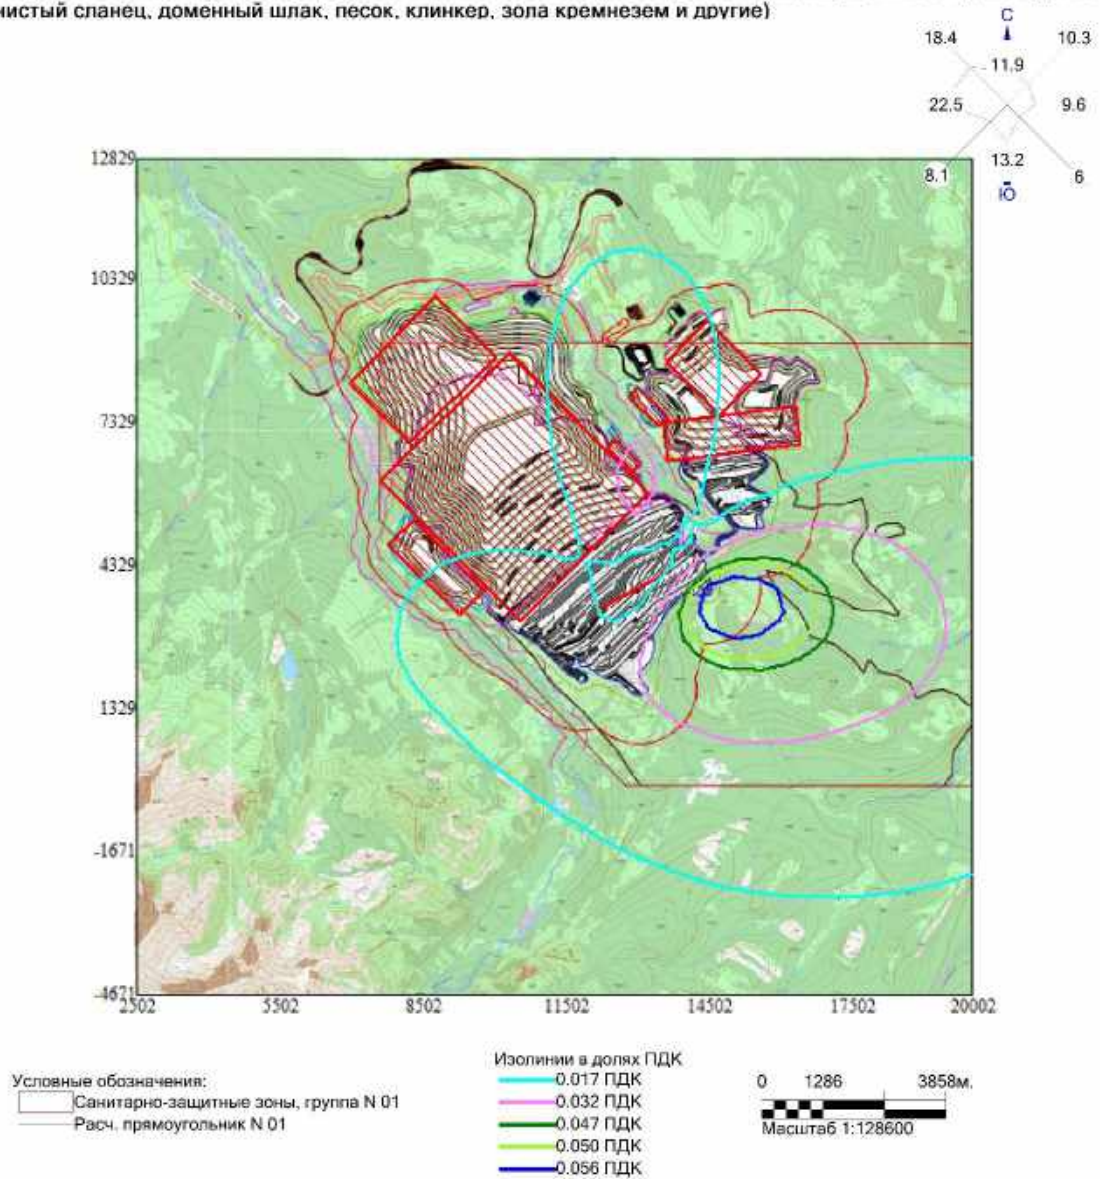 нистый сланец, доменный шлак, песок, клинкер, зола кремнезем и другие)
С
18.4 10.3
11.9
22.5 9.6
13.2
8.1 6
Ю
12829
10329
7329
4329
1329
-1671
-4671
2502 5502 8502 11502 14502 17502 20002
Изолинии в долях ПДК
Условные обозначения:
0.017 ПДК
0 1286 3858м.
Санитарно-защитные зоны, группа N 01
0.032 ПДК
Расч. прямоугольник N 01
0.047 ПДК
Масштаб 1:128600
0.050 ПДК
0.056 ПДК